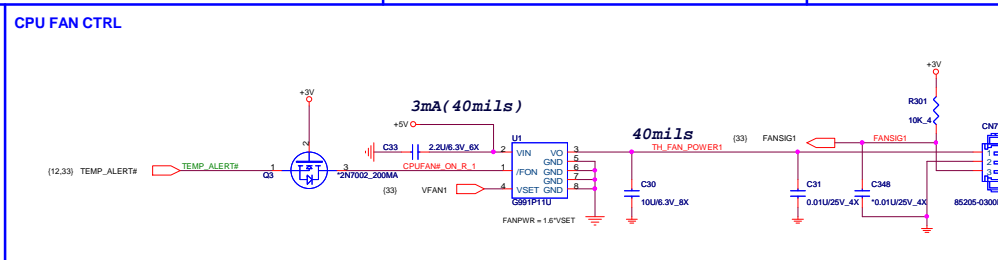 CPU FAN CTRL
+3V
+3V
3mA(40mils)
R301
10K_4
CN7
+5V
U1
40mils
C33
2.2U/6.3V_6X
2
VIN
VO
3
TH_FAN_POWER1
(33)
FANSIG1
FANSIG1
1
GND
5
2
(12,33)
TEMP_ALERT#
TEMP_ALERT#
1
2
3
CPUFAN#_ON_R_1
1
/FON
GND
6
3
Q3
*2N7002_200MA
GND
7
(33)
VFAN1
4
VSET
GND
8
C30
C31
C348
G991P11U
10U/6.3V_8X
0.01U/25V_4X
*0.01U/25V_4X
FANPWR = 1.6*VSET